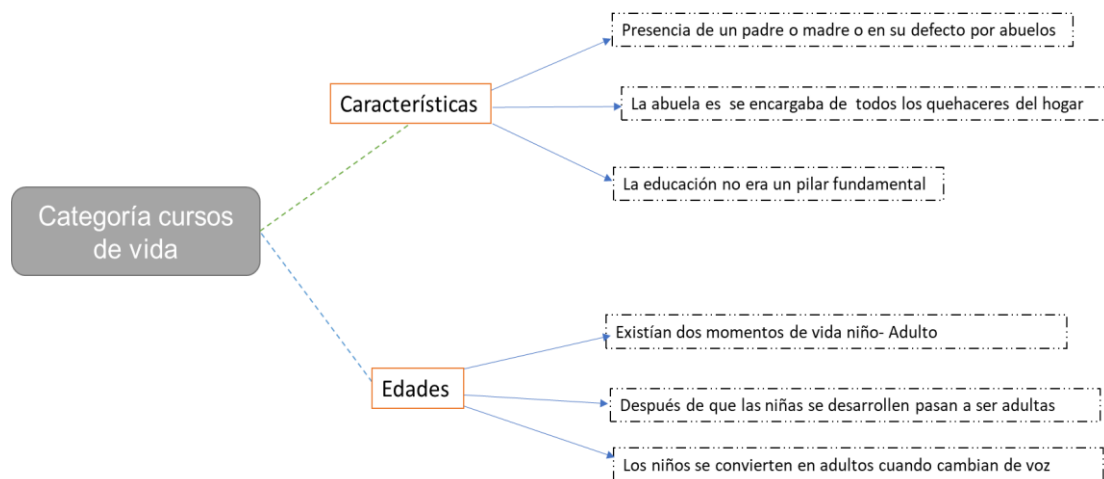 Categoría cursos
de vida
Característícas
Presencia de un padre o madre o en su defecto por abuelos
La abuela es  se encargaba de  todos los quehaceres del hogar
La educación no era un pilar fundamental
Edades
Existían dos momentos de vida niño- Adulto
Después de que las niñas se desarrollen pasan a ser adultas
Los niños se convierten en adultos cuando cambian de voz